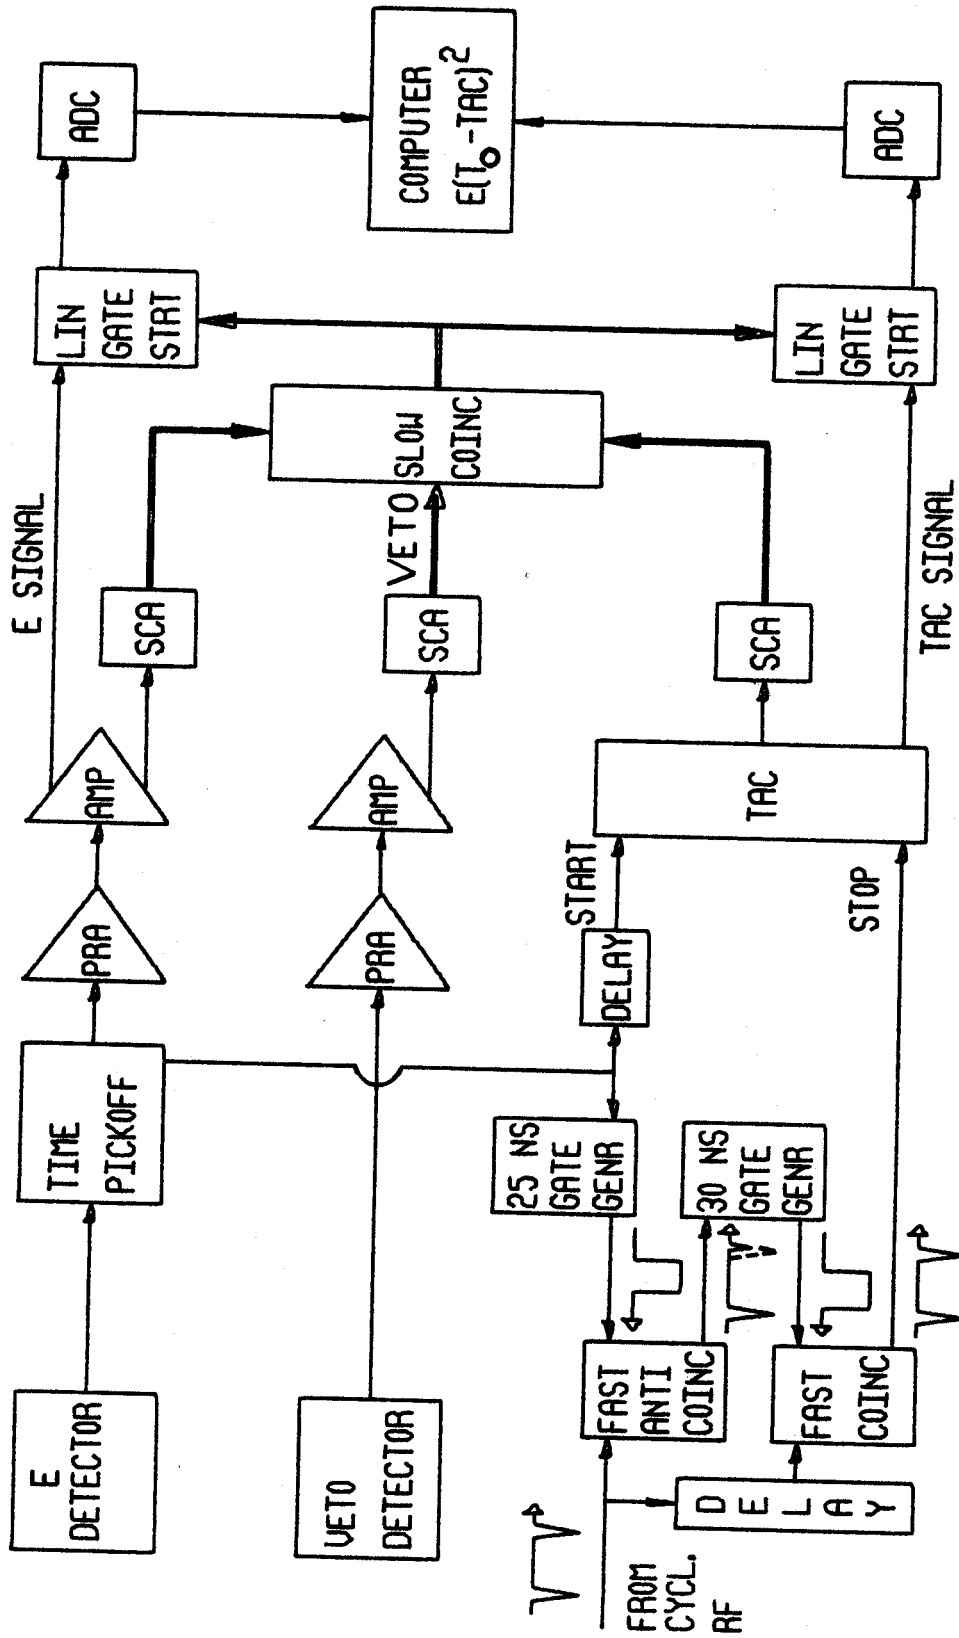 E
DETECTOR
TIME
PICKOFF
PRA
AMP
E SIGNAL
SCA
LIN
GATE
STRT
ADC
VETO
DETECTOR
PRA
AMP
SCA
VETO
SLOW
COINC
COMPUTER
E(T₀-TAC)²
FROM
CYCL.
RF
FAST
ANTI
COINC
25 NS
GATE
GENR
DELAY
START
TAC
SCA
DELAY
FAST
COINC
30 NS
GATE
GENR
STOP
TAC SIGNAL
LIN
GATE
STRT
ADC